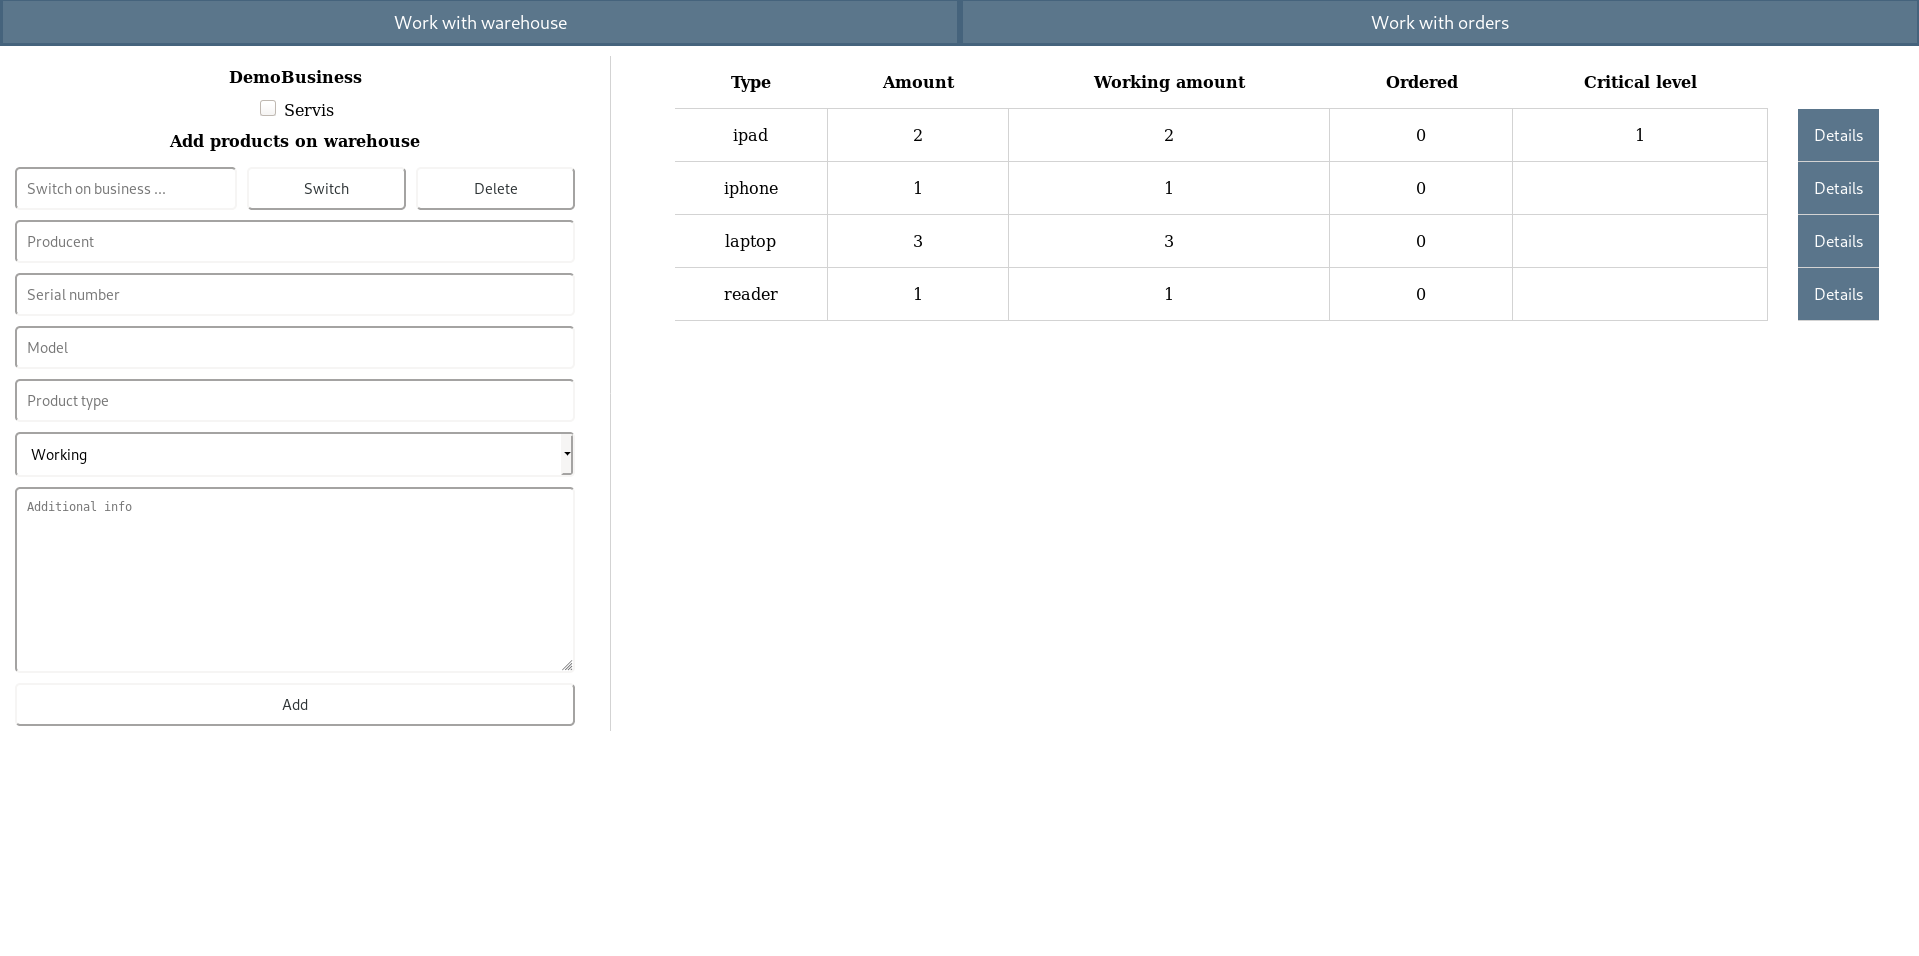 Work with warehouse Work with orders
DemoBusiness
Servis
Add products on warehouse
Switch on business ... Switch Delete
Producent
Serial number
Model
Product type
Working
Additional info
Add
Type Amount Working amount Ordered Critical level
ipad 2 2 0 1 Details
iphone 1 1 0 Details
laptop 3 3 0 Details
reader 1 1 0 Details